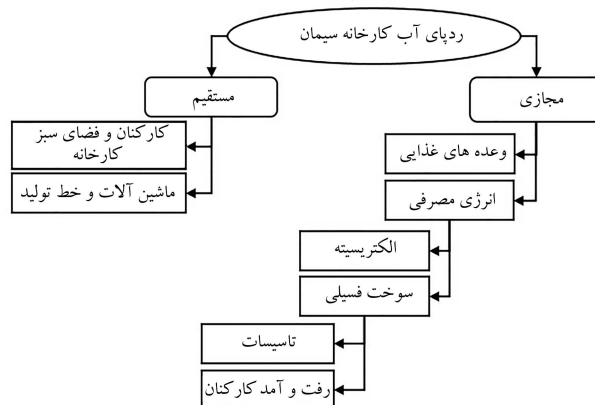 ردپای آب کارخانه سیمان
مجازی
مستقیم
وعده های غذایی
کارکنان و فضای سبز
کارخانه
انرژی مصرفی
ماشین آلات و خط تولید
الکتریسیته
سوخت فسیلی
تاسیسات
رفت و آمد کارکنان